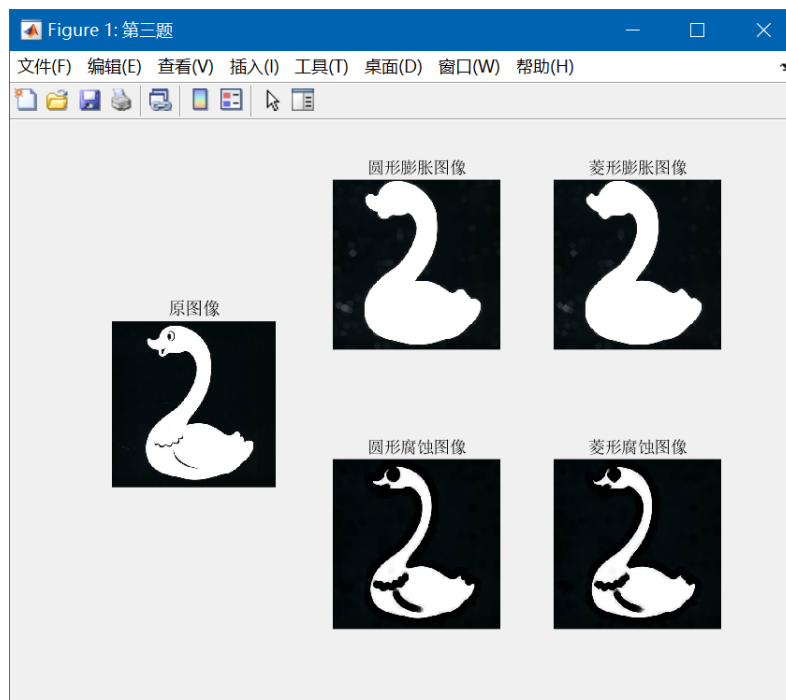 Figure 1: 第三题
文件(F) 编辑(E) 查看(V) 插入(I) 工具(T) 桌面(D) 窗口(W) 帮助(H)
圆形膨胀图像
菱形膨胀图像
原图像
圆形腐蚀图像
菱形腐蚀图像